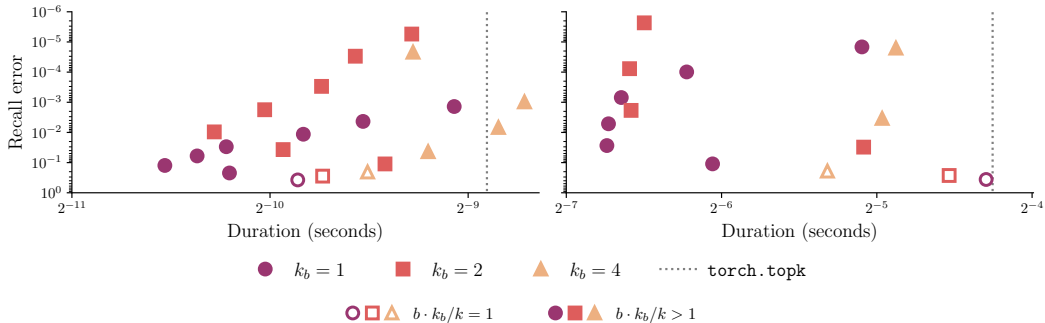 Recall error
10⁻⁶
10⁻⁵
10⁻⁴
10⁻³
10⁻²
10⁻¹
10⁰
2⁻¹¹ 2⁻¹⁰ 2⁻⁹
Duration (seconds)
2⁻⁷ 2⁻⁶ 2⁻⁵ 2⁻⁴
Duration (seconds)
k_b = 1 k_b = 2 k_b = 4 torch.topk
b · k_b/k = 1 b · k_b/k > 1